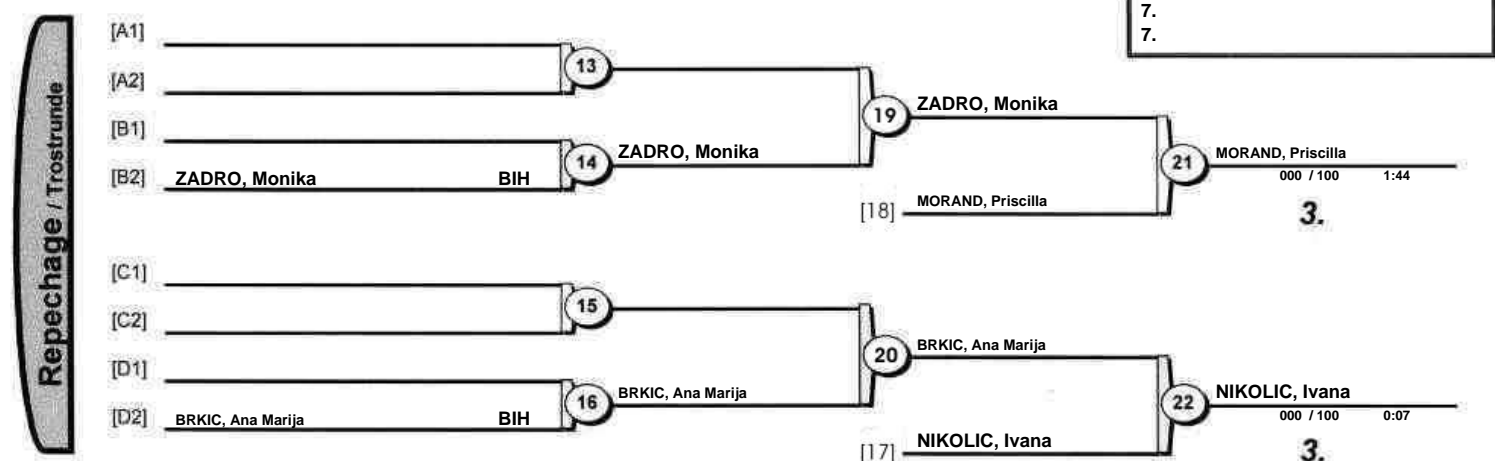 7.
7.
Repechage / Trostrunde
[A1]
[A2]
13
[B1]
[B2] ZADRO, Monika BIH
14
ZADRO, Monika
19
ZADRO, Monika
[18] MORAND, Priscilla
21
MORAND, Priscilla
000 / 100 1:44
3.
[C1]
[C2]
15
[D1]
[D2] BRKIC, Ana Marija BIH
16
BRKIC, Ana Marija
20
BRKIC, Ana Marija
[17] NIKOLIC, Ivana
22
NIKOLIC, Ivana
000 / 100 0:07
3.